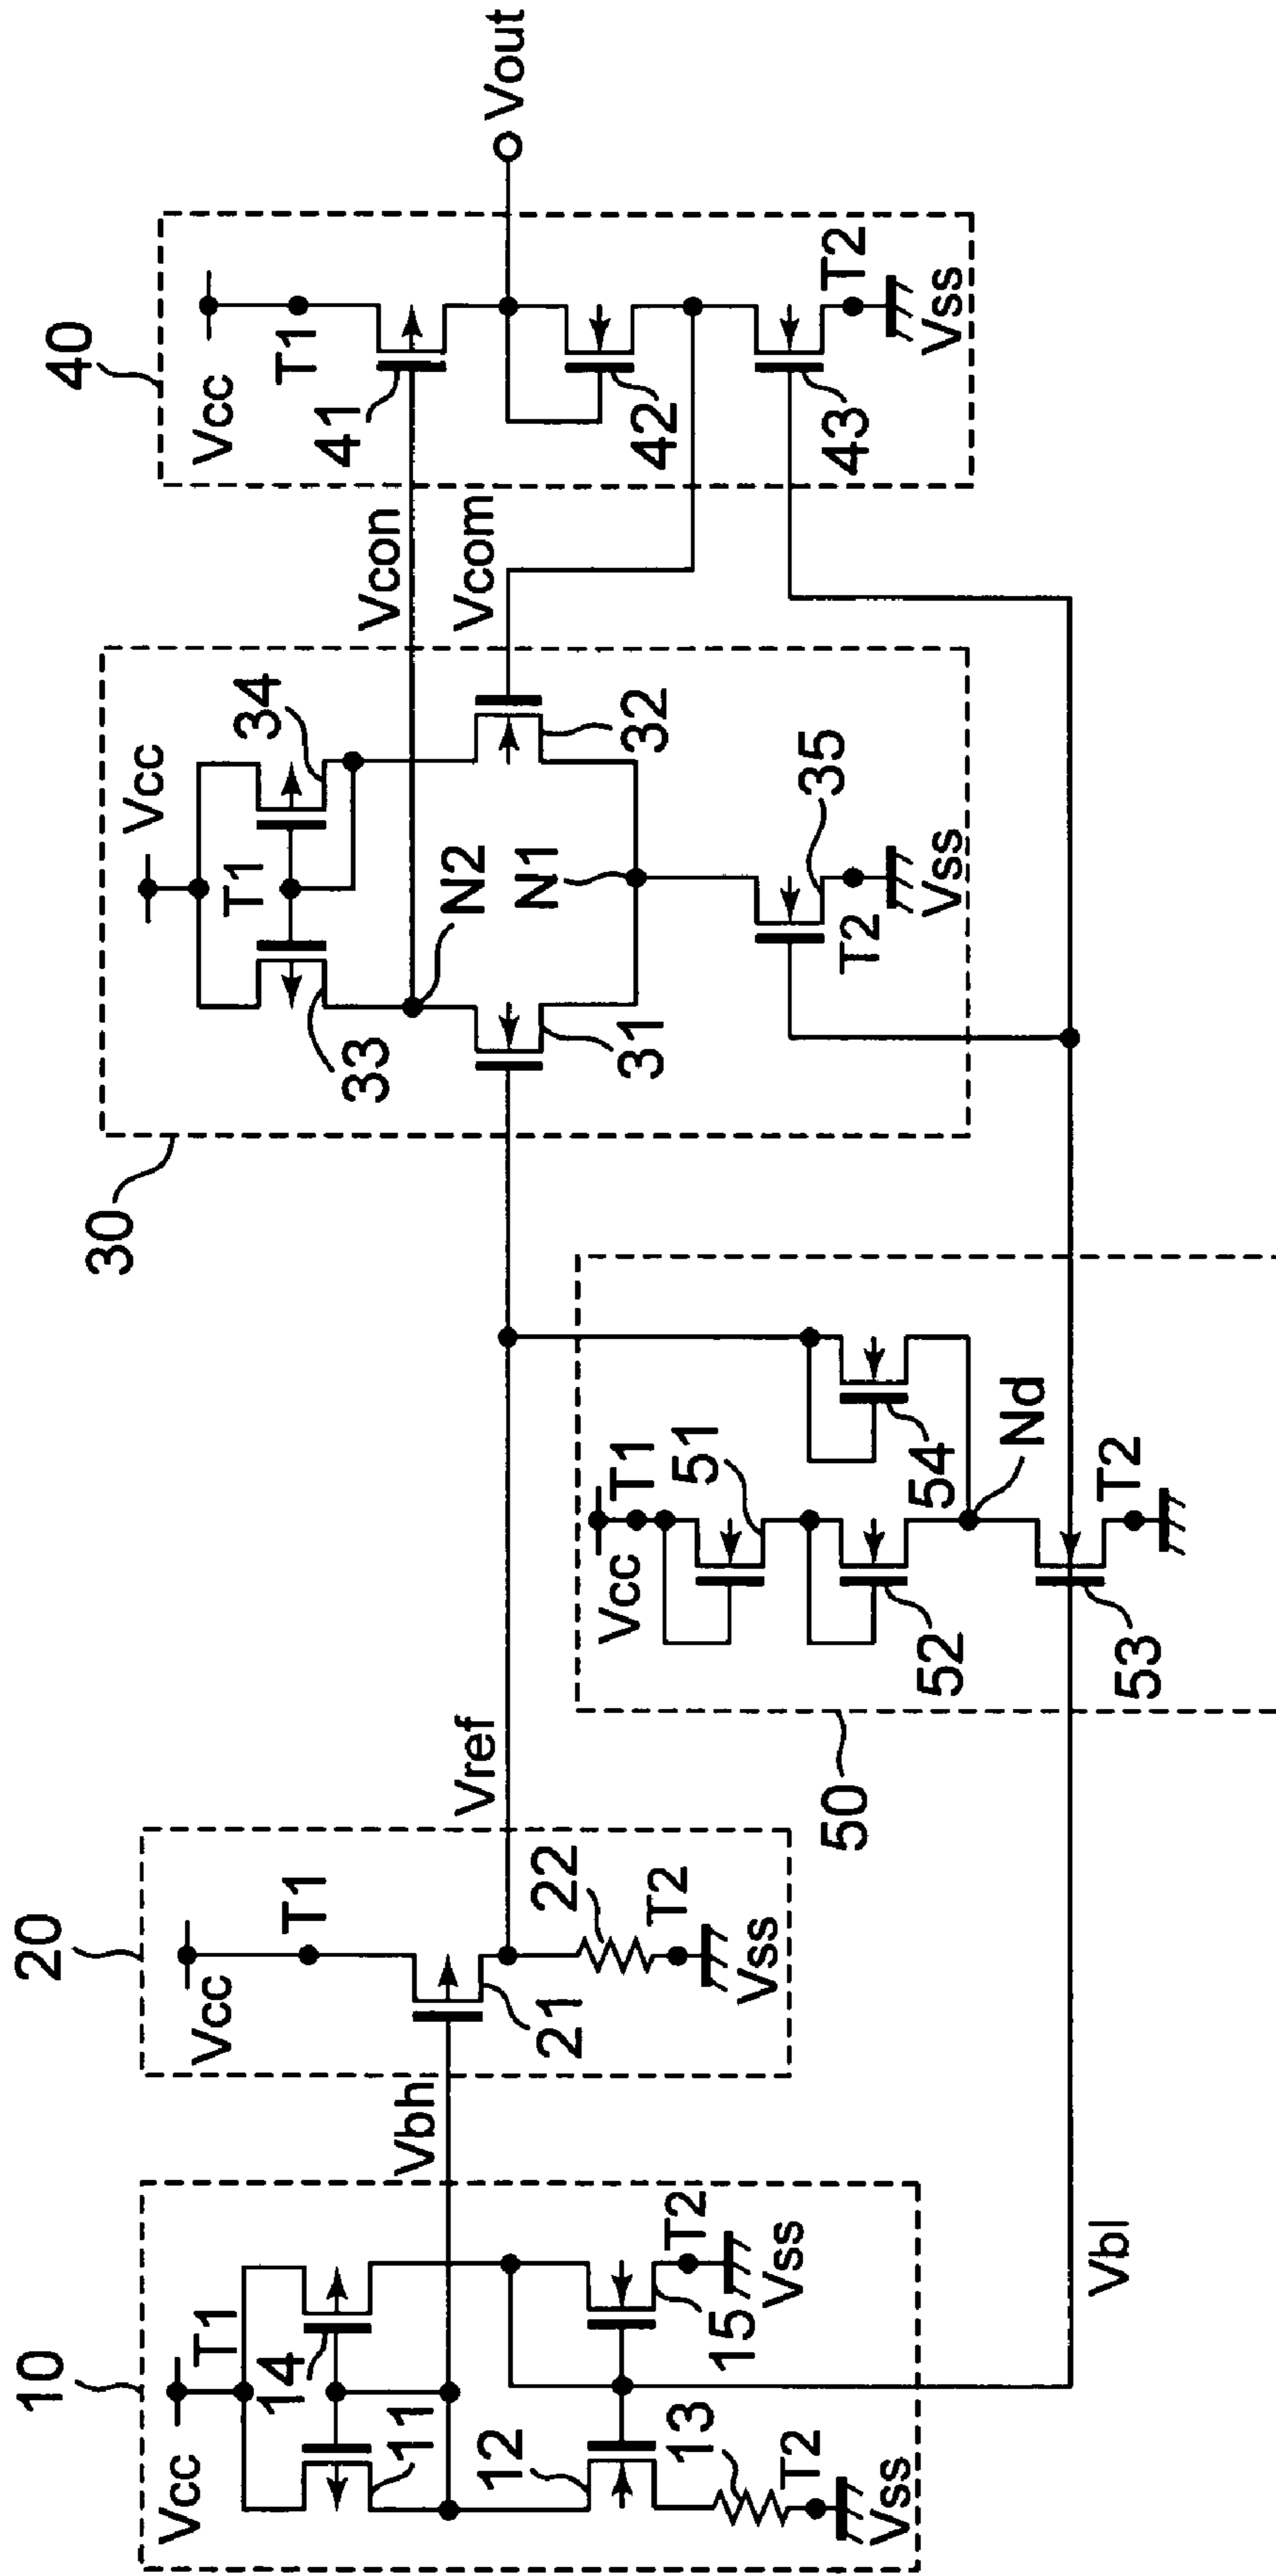 10
Vcc
T1
14
11
12
13
T2
Vss
15
T2
Vss
Vbh
Vbl
20
Vcc
T1
21
22
T2
Vss
Vref
50
Vcc
T1
51
52
54
Nd
53
T2
30
Vcc
T1
33
34
N2
N1
31
32
35
T2
Vss
Vcon
Vcom
40
Vcc
T1
41
42
43
T2
Vss
Vout